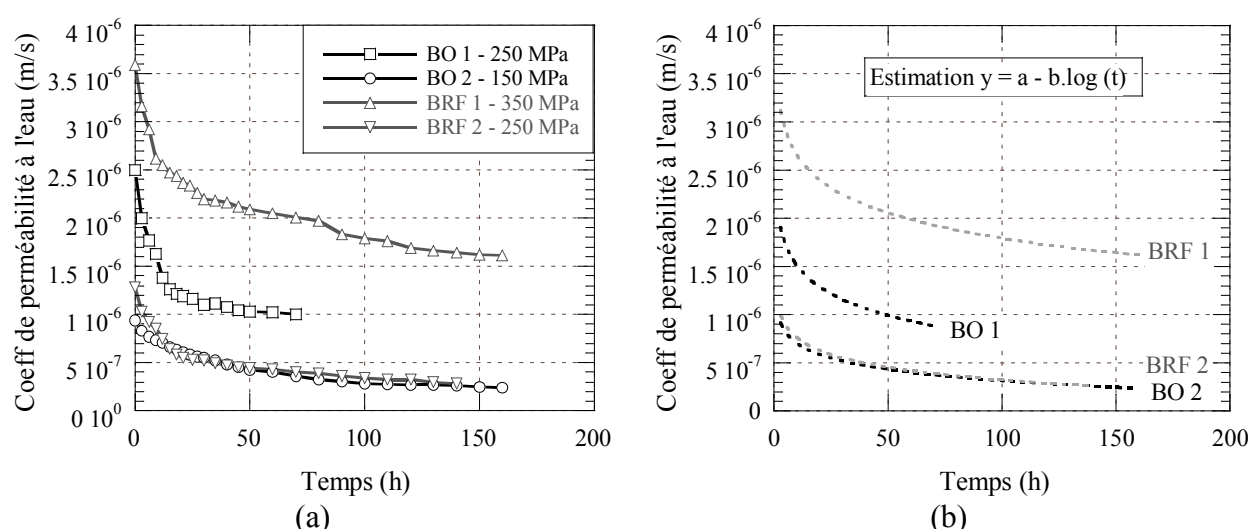 Coeff de perméabilité à l'eau (m/s)
4 10⁻⁶
3,5 10⁻⁶
3 10⁻⁶
2,5 10⁻⁶
2 10⁻⁶
1,5 10⁻⁶
1 10⁻⁶
5 10⁻⁷
0 10⁰
0 50 100 150 200
Temps (h)
BO 1 - 250 MPa
BO 2 - 150 MPa
BRF 1 - 350 MPa
BRF 2 - 250 MPa
(a)
Coeff de perméabilité à l'eau (m/s)
4 10⁻⁶
3,5 10⁻⁶
3 10⁻⁶
2,5 10⁻⁶
2 10⁻⁶
1,5 10⁻⁶
1 10⁻⁶
5 10⁻⁷
0
0 50 100 150 200
Temps (h)
Estimation y = a - b.log (t)
BRF 1
BO 1
BRF 2
BO 2
(b)